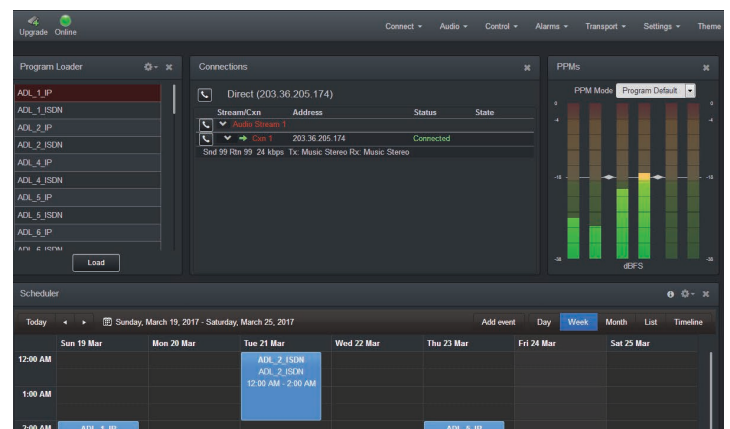 Upgrade Online Connect Audio Control Alarms Transport Settings Theme
Program Loader
ADL_1_IP
ADL_1_ISDN
ADL_2_IP
ADL_2_ISDN
ADL_4_IP
ADL_4_ISDN
ADL_5_IP
ADL_5_ISDN
ADL_6_IP
ADL_6_ISDN
Load
Connections
Direct (203.36.205.174)
Stream/Cxn Address Status State
Audio Stream 1
Cxn 1 203.36.205.174 Connected
Snd 99 Rtn 99 24 kbps Tx: Music Stereo Rx: Music Stereo
PPMs
PPM Mode Program Default
0 0
-4 -4
dBFS
Scheduler
Today Sunday, March 19, 2017 - Saturday, March 25, 2017 Add event Day Week Month List Timeline
Sun 19 Mar Mon 20 Mar Tue 21 Mar Wed 22 Mar Thu 23 Mar Fri 24 Mar Sat 25 Mar
12:00 AM ADL_2_ISDN
ADL_2_ISDN
12:00 AM - 2:00 AM
1:00 AM
2:00 AM ADL_1_IP ADL_5_IP